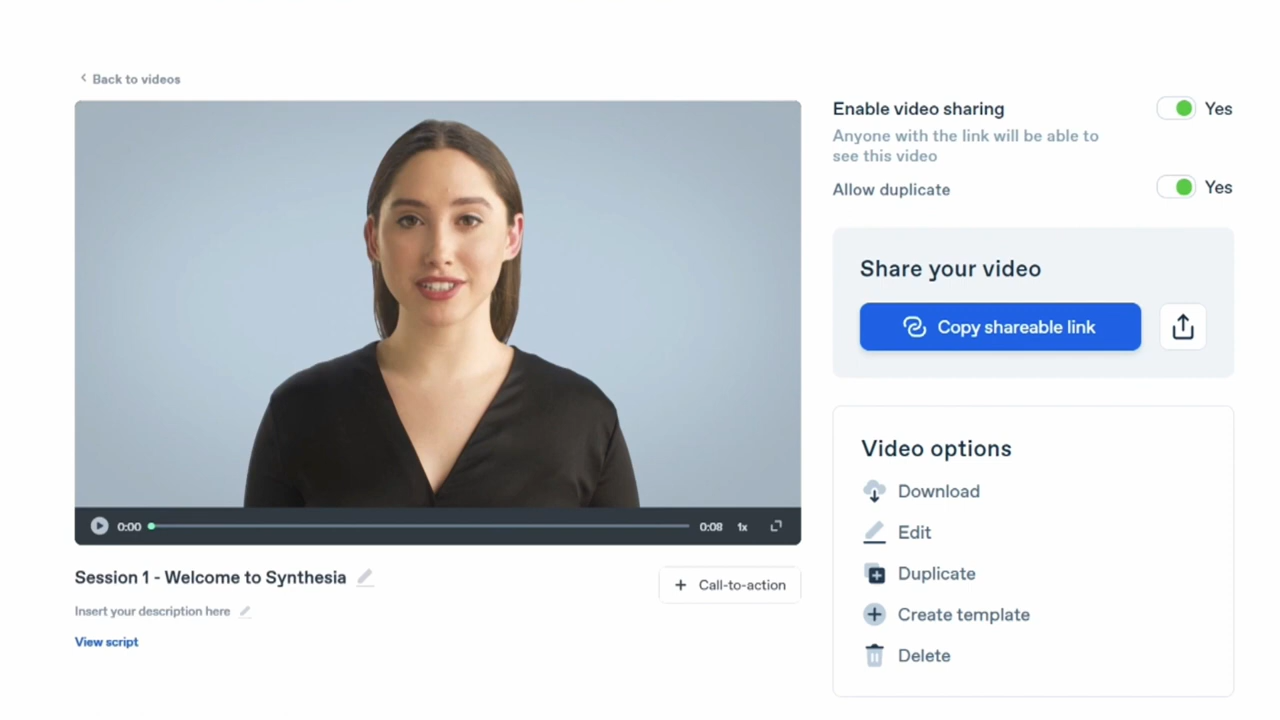 Back to videos
Enable video sharing
Yes
Anyone with the link will be able to
see this video
Allow duplicate
Yes
Share your video
Copy shareable link
0:00
0:08
1x
Session 1 - Welcome to Synthesia
+ Call-to-action
Insert your description here
View script
Video options
Download
Edit
Duplicate
Create template
Delete